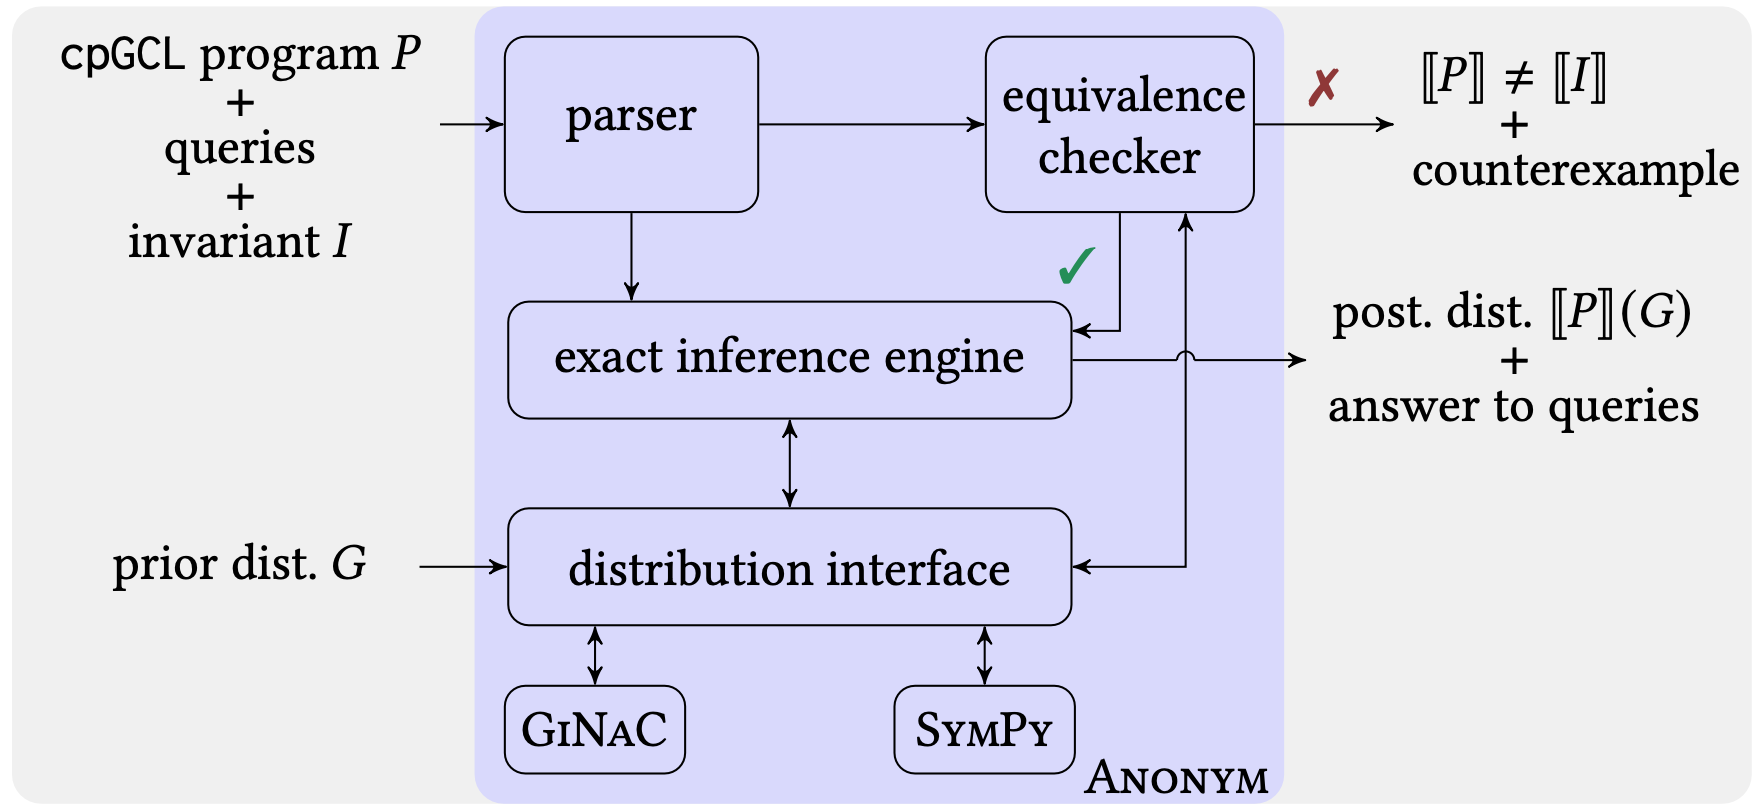 cpGCL program P
+
queries
+
invariant I
parser
equivalence
checker
✗
⟦P⟧ ≠ ⟦I⟧
+
counterexample
✓
exact inference engine
post. dist. ⟦P⟧(G)
+
answer to queries
prior dist. G
distribution interface
GiNaC
SymPy
Anonym